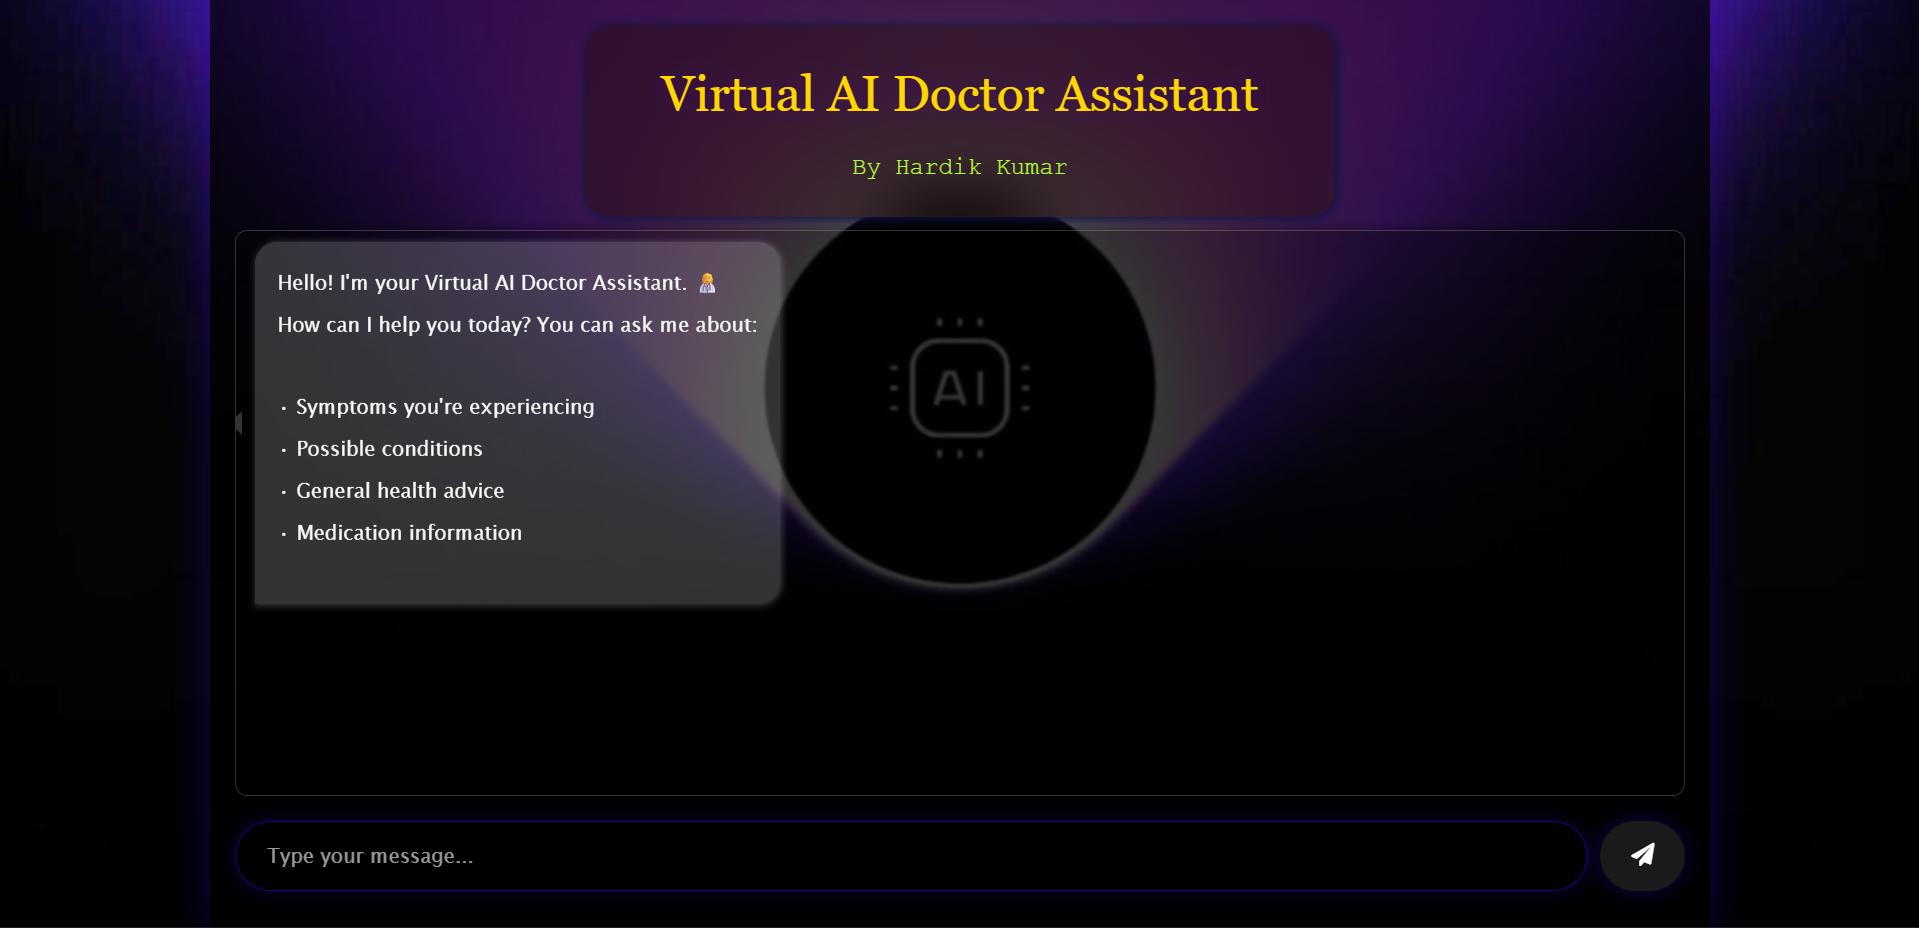 Virtual AI Doctor Assistant
By Hardik Kumar
Hello! I'm your Virtual AI Doctor Assistant. 👩‍⚕️
How can I help you today? You can ask me about:
• Symptoms you're experiencing
• Possible conditions
• General health advice
• Medication information
AI
Type your message...